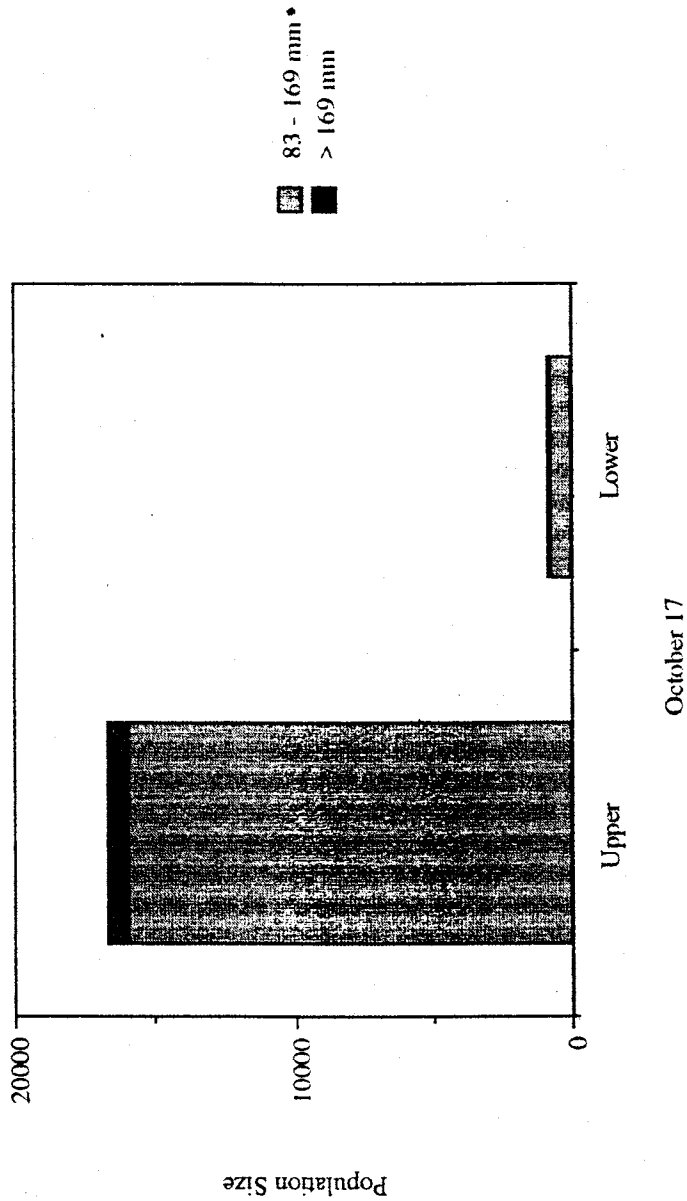 Population Size
20000
10000
0
Upper
Lower
October 17
83 - 169 mm *
> 169 mm